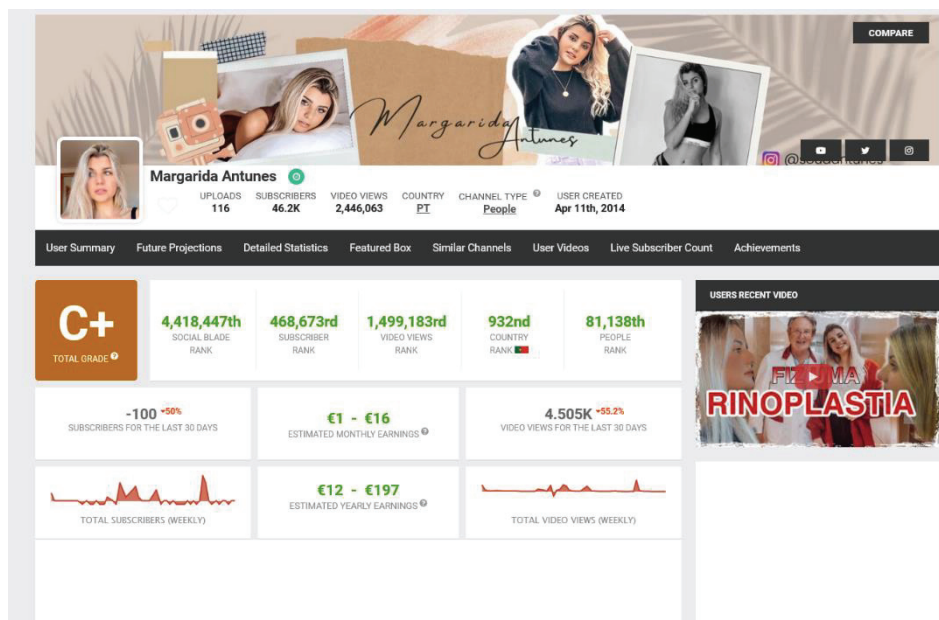 COMPARE
Margarida
Antunes
Margarida Antunes
UPLOADS SUBSCRIBERS VIDEO VIEWS COUNTRY CHANNEL TYPE ? USER CREATED
116 46.2K 2,446,063 PT People Apr 11th, 2014
User Summary Future Projections Detailed Statistics Featured Box Similar Channels User Videos Live Subscriber Count Achievements
C+
TOTAL GRADE ?
4,418,447th 468,673rd 1,499,183rd 932nd 81,138th
SOCIAL BLADE SUBSCRIBER VIDEO VIEWS COUNTRY PEOPLE
RANK RANK RANK RANK RANK
USERS RECENT VIDEO
FIZ UMA
RINOPLASTIA
-100 -50%
SUBSCRIBERS FOR THE LAST 30 DAYS
€1 - €16
ESTIMATED MONTHLY EARNINGS ?
4.505K -55.2%
VIDEO VIEWS FOR THE LAST 30 DAYS
TOTAL SUBSCRIBERS (WEEKLY)
€12 - €197
ESTIMATED YEARLY EARNINGS ?
TOTAL VIDEO VIEWS (WEEKLY)